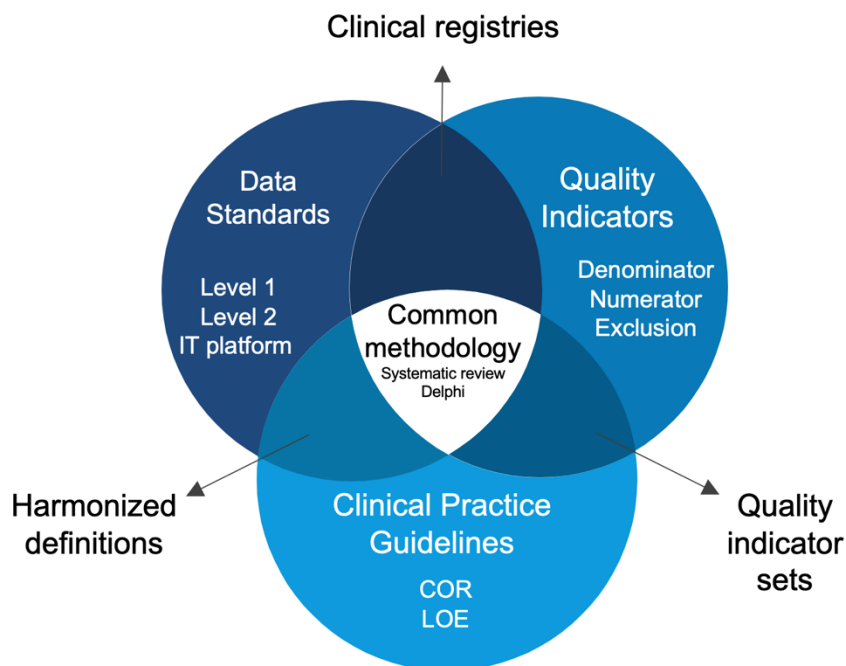 Clinical registries
Data
Standards
Level 1
Level 2
IT platform
Quality
Indicators
Denominator
Numerator
Exclusion
Common
methodology
Systematic review
Delphi
Harmonized
definitions
Clinical Practice
Guidelines
COR
LOE
Quality
indicator
sets